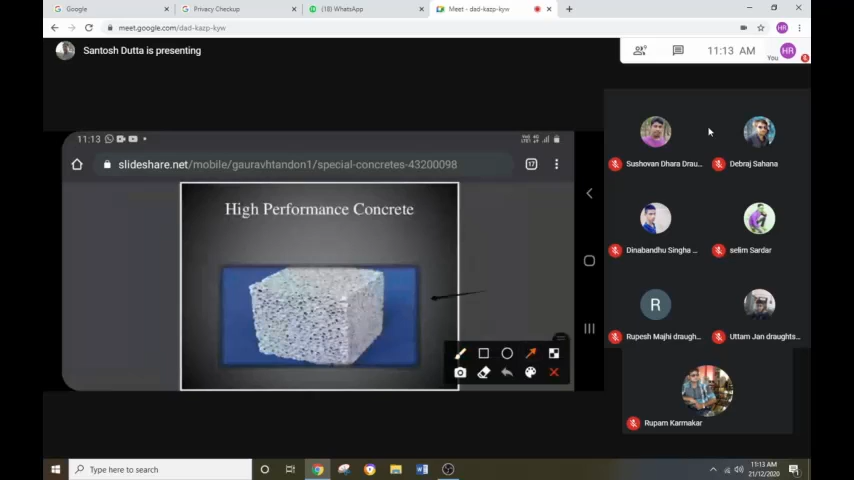 Google
Privacy Checkup
(18) WhatsApp
Meet - dad-kazp-kyw
meet.google.com/dad-kazp-kyw
HR
Santosh Dutta is presenting
11:13 AM
You
HR
11:13
slideshare.net/mobile/gauravhtandon1/special-concretes-43200098
17
High Performance Concrete
Sushovan Dhara Drau...
Debraj Sahana
Dinabandhu Singha ...
selim Sardar
R
Rupesh Majhi draugh...
Uttam Jan draughts...
Rupam Karmakar
Type here to search
11:13 AM
21/12/2020